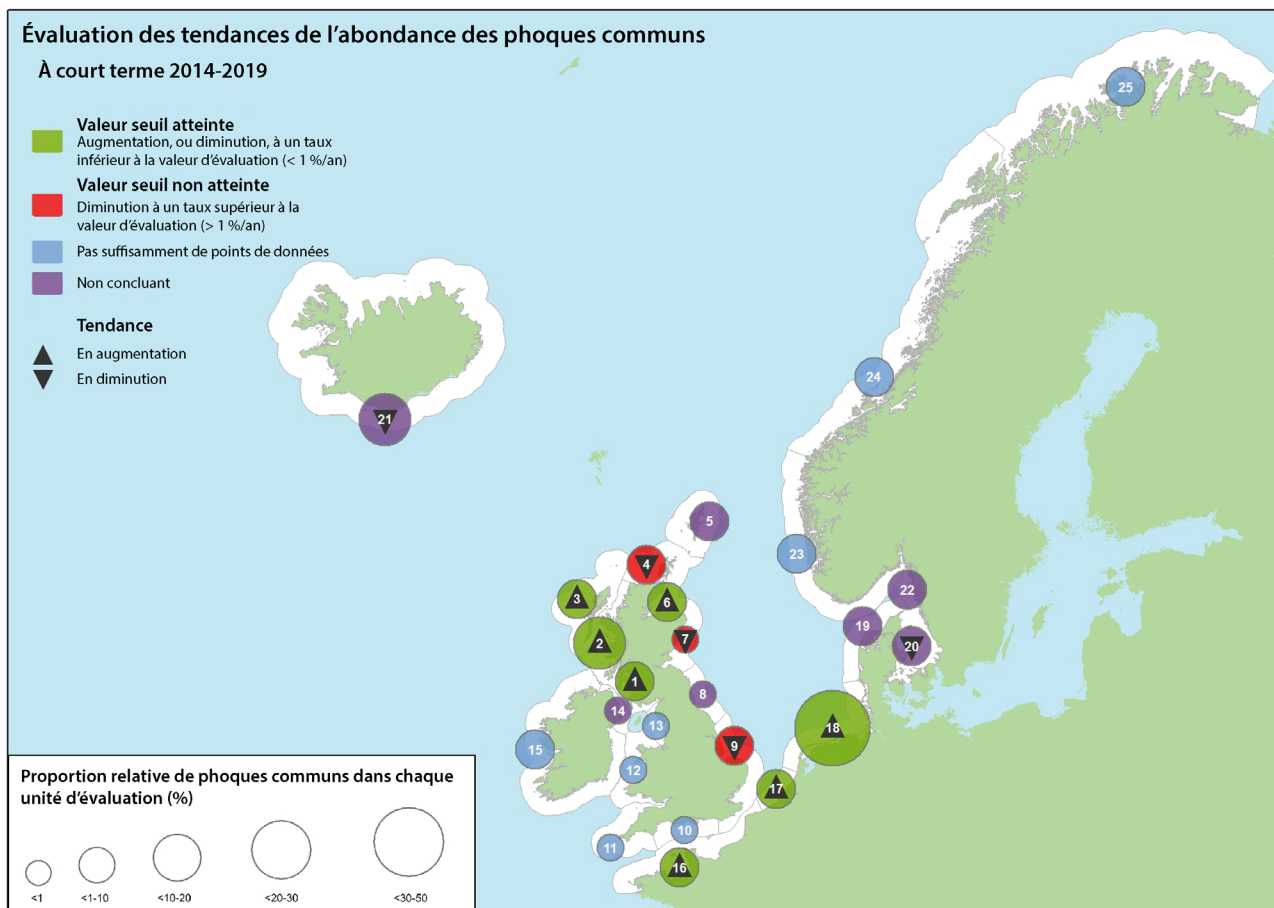 Évaluation des tendances de l'abondance des phoques communs
À court terme 2014-2019
Valeur seuil atteinte
Augmentation, ou diminution, à un taux
inférieur à la valeur d'évaluation (< 1 %/an)
Valeur seuil non atteinte
Diminution à un taux supérieur à la
valeur d'évaluation (> 1 %/an)
Pas suffisamment de points de données
Non concluant
Tendance
En augmentation
En diminution
25
24
21
5
23
4
3
6
22
19
7
2
20
1
8
14
13
18
9
15
12
17
10
11
16
Proportion relative de phoques communs dans chaque
unité d'évaluation (%)
<1
<1-10
<10-20
<20-30
<30-50